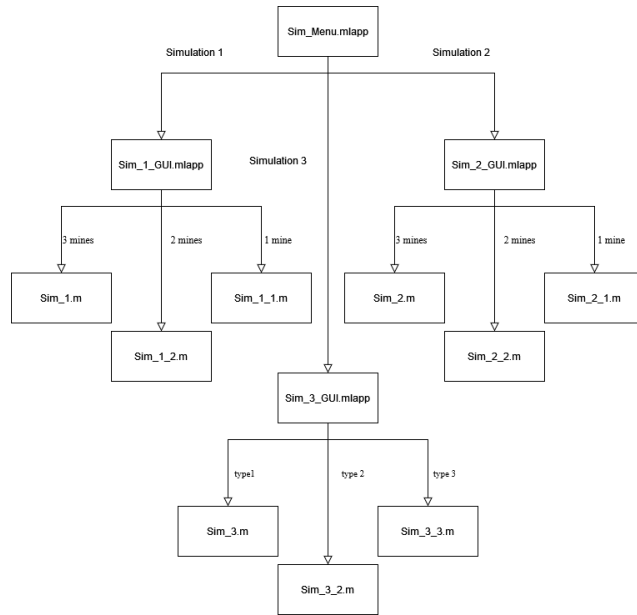 Sim_Menu.mlapp
Simulation 1
Simulation 2
Sim_1_GUI.mlapp
Simulation 3
Sim_2_GUI.mlapp
3 mines
2 mines
1 mine
3 mines
2 mines
1 mine
Sim_1.m
Sim_1_1.m
Sim_2.m
Sim_2_1.m
Sim_1_2.m
Sim_2_2.m
Sim_3_GUI.mlapp
type1
type 2
type 3
Sim_3.m
Sim_3_3.m
Sim_3_2.m